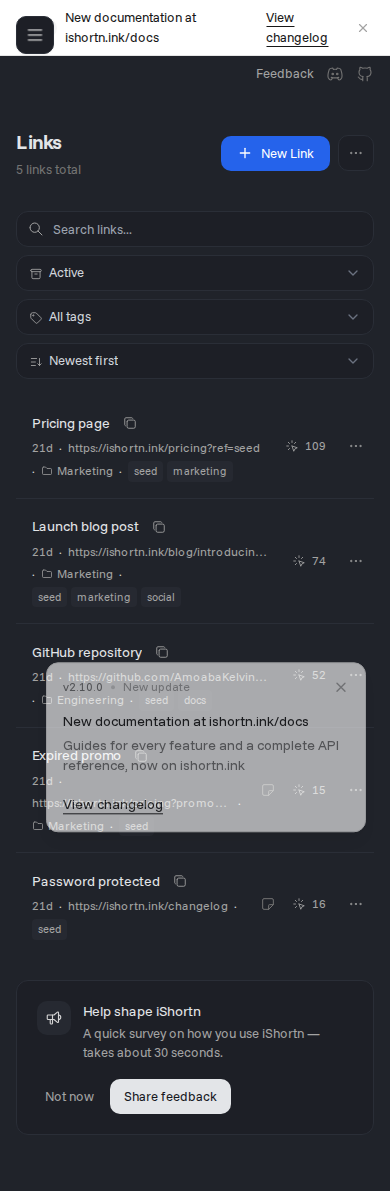 New documentation at
ishortn.ink/docs
View
changelog
Feedback
Links
5 links total
New Link
Search links...
Active
All tags
Newest first
Pricing page
21d · https://ishortn.ink/pricing?ref=seed
109
· Marketing · seed marketing
Launch blog post
21d · https://ishortn.ink/blog/introducin...
74
· Marketing ·
seed marketing social
GitHub repository
21d · https://github.com/AmoabaKelvin...
52
· Engineering · seed docs
v2.10.0 • New update
New documentation at ishortn.ink/docs
Guides for every feature and a complete API
reference, now on ishortn.ink
View changelog
Expired promo
21d ·
15
Marketing · seed
Password protected
21d · https://ishortn.ink/changelog ·
16
seed
Help shape iShortn
A quick survey on how you use iShortn —
takes about 30 seconds.
Not now
Share feedback